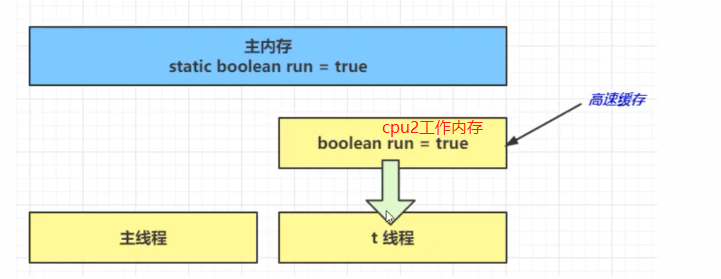 主内存
static boolean run = true
高速缓存
cpu2工作内存
boolean run = true
主线程
t 线程